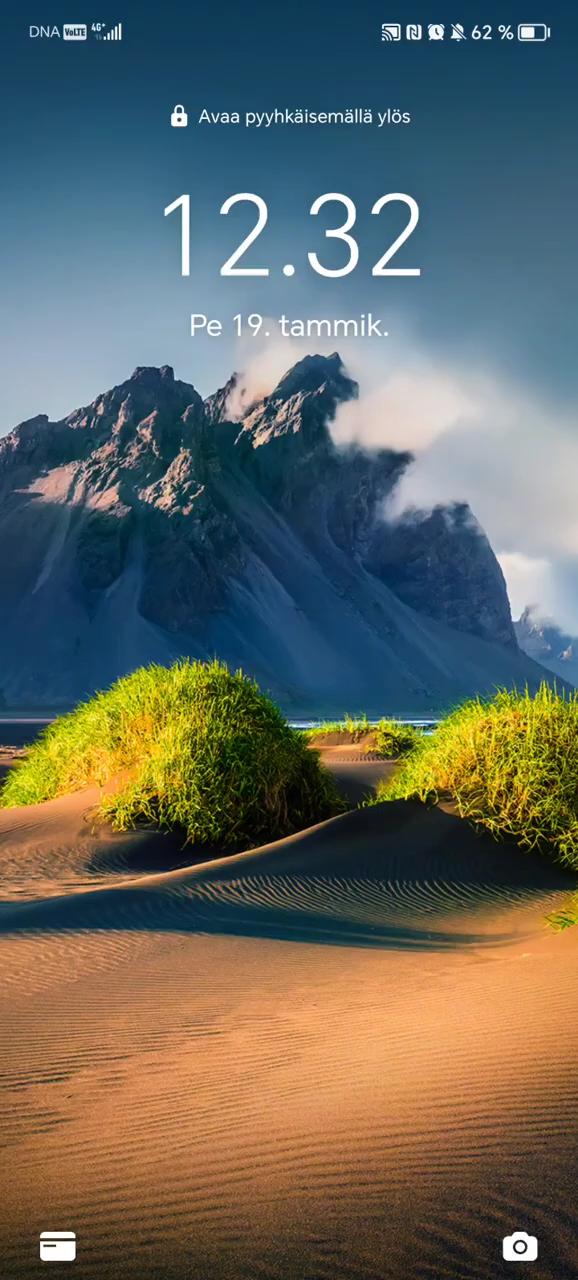 DNA VoLTE 4G+ 62 %
Avaa pyyhkäisemällä ylös
12.32
Pe 19. tammik.